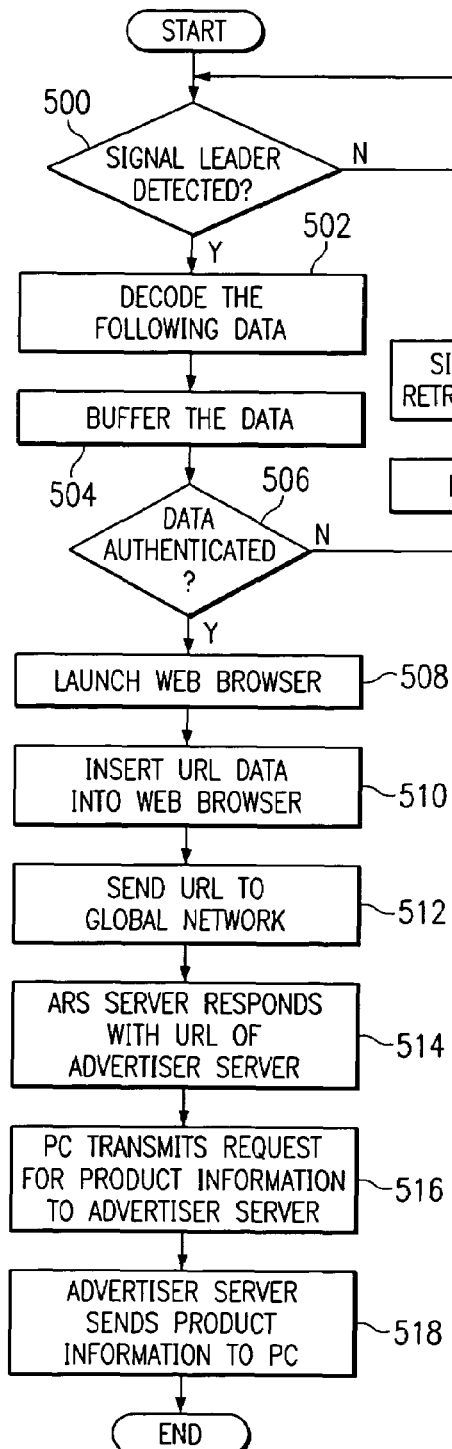 START
500
SIGNAL LEADER
DETECTED?
N
Y
502
DECODE THE
FOLLOWING DATA
BUFFER THE DATA
504
506
DATA
AUTHENTICATED
?
N
Y
LAUNCH WEB BROWSER
508
INSERT URL DATA
INTO WEB BROWSER
510
SEND URL TO
GLOBAL NETWORK
512
ARS SERVER RESPONDS
WITH URL OF
ADVERTISER SERVER
514
PC TRANSMITS REQUEST
FOR PRODUCT INFORMATION
TO ADVERTISER SERVER
516
ADVERTISER SERVER
SENDS PRODUCT
INFORMATION TO PC
518
END